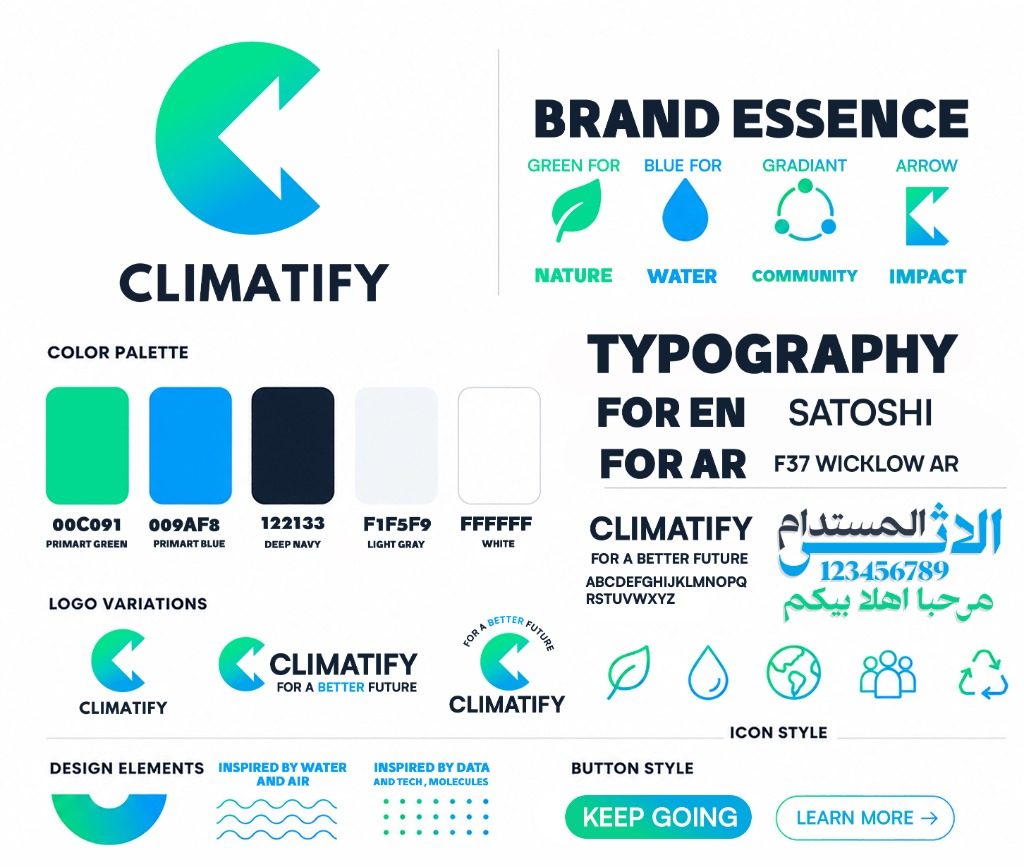 CLIMATIFY
BRAND ESSENCE
GREEN FOR
BLUE FOR
GRADIANT
ARROW
NATURE
WATER
COMMUNITY
IMPACT
COLOR PALETTE
00C091
009AF8
122133
F1F5F9
FFFFFF
PRIMART GREEN
PRIMART BLUE
DEEP NAVY
LIGHT GRAY
WHITE
TYPOGRAPHY
FOR EN
SATOSHI
FOR AR
F37 WICKLOW AR
CLIMATIFY
FOR A BETTER FUTURE
ABCDEFGHIJKLMNOPQ
RSTUVWXYZ
الاثر المستدام
123456789
مرحبا اهلا بيكم
LOGO VARIATIONS
CLIMATIFY
CLIMATIFY
FOR A BETTER FUTURE
FOR A BETTER FUTURE
CLIMATIFY
ICON STYLE
DESIGN ELEMENTS
INSPIRED BY WATER
AND AIR
INSPIRED BY DATA
AND TECH , MOLECULES
BUTTON STYLE
KEEP GOING
LEARN MORE →